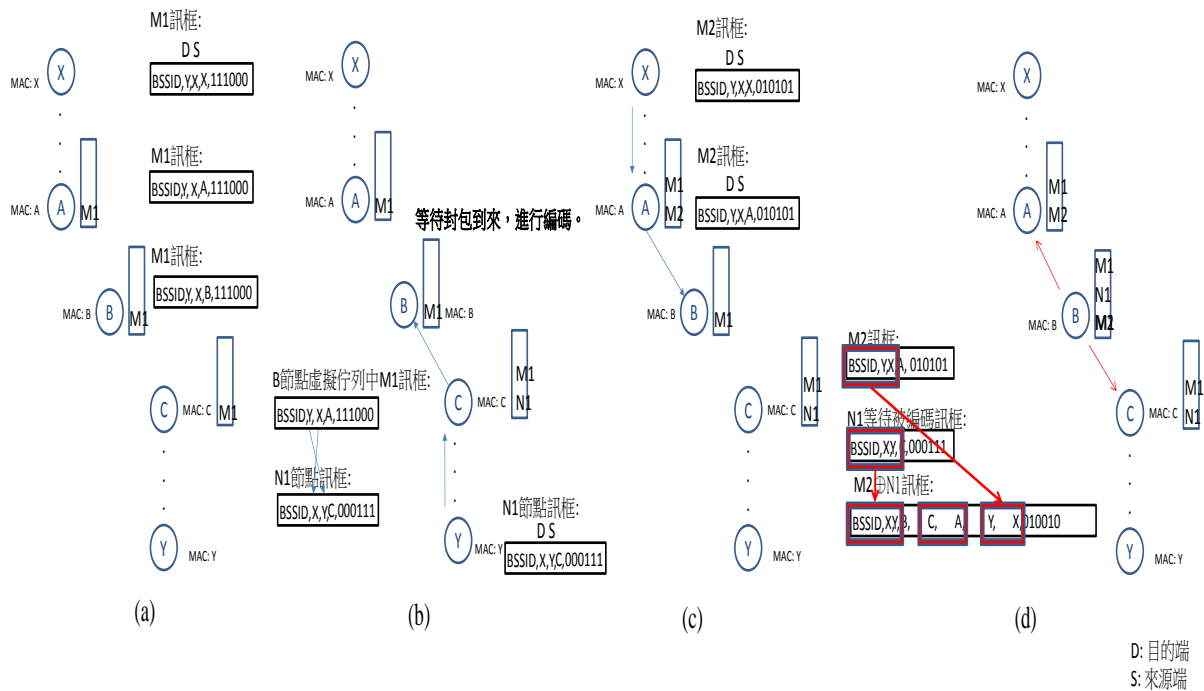 M1訊框:
D S
BSSID,Y,X,X,111000
MAC: X
X
.
.
.
M1訊框:
BSSID,Y, X,A,111000
MAC: A
A
M1
M1訊框:
BSSID,Y, X,B,111000
MAC: B
B
M1
C
MAC: C
M1
.
.
.
Y
MAC: Y
(a)
MAC: X
X
.
.
.
MAC: A
A
M1
等待封包到來，進行編碼。
B
M1
MAC: B
B節點虛擬佇列中M1訊框:
BSSID,Y, X,A,111000
C
MAC: C
M1
N1
N1節點訊框:
BSSID,X,Y,C,000111
.
.
.
N1節點訊框:
D S
Y
MAC: Y
BSSID,X,Y,C,000111
(b)
M2訊框:
D S
BSSID,Y,X,X,010101
MAC: X
X
.
.
.
M2訊框:
D S
BSSID,Y,X,A,010101
MAC: A
A
M1
M2
MAC: B
B
M1
C
MAC: C
M1
N1
.
.
.
Y
MAC: Y
(c)
MAC: X
X
.
.
.
MAC: A
A
M1
M2
MAC: B
B
M1
N1
M2
M2訊框:
BSSID,Y,X,A, 010101
N1等待被編碼訊框:
BSSID,X,Y,C,000111
M2⊕N1訊框:
BSSID,X,Y,B, C, A, Y, X,010010
C
MAC: C
M1
N1
.
.
.
Y
MAC: Y
(d)
D: 目的端
S: 來源端